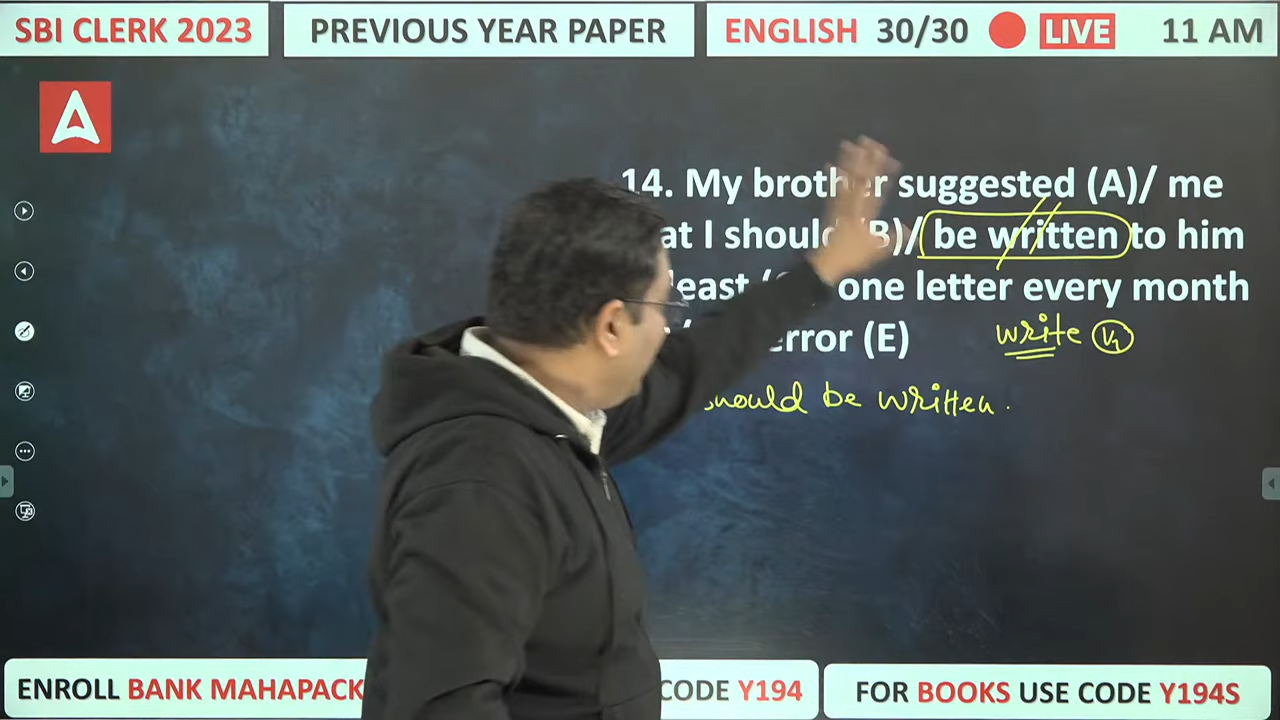 SBI CLERK 2023
PREVIOUS YEAR PAPER
ENGLISH 30/30 LIVE 11 AM
14. My brother suggested (A)/ me
I should (B)/ be written to him
least one letter every month
error (E)
write V1
should be written.
ENROLL BANK MAHAPACK CODE Y194
FOR BOOKS USE CODE Y194S